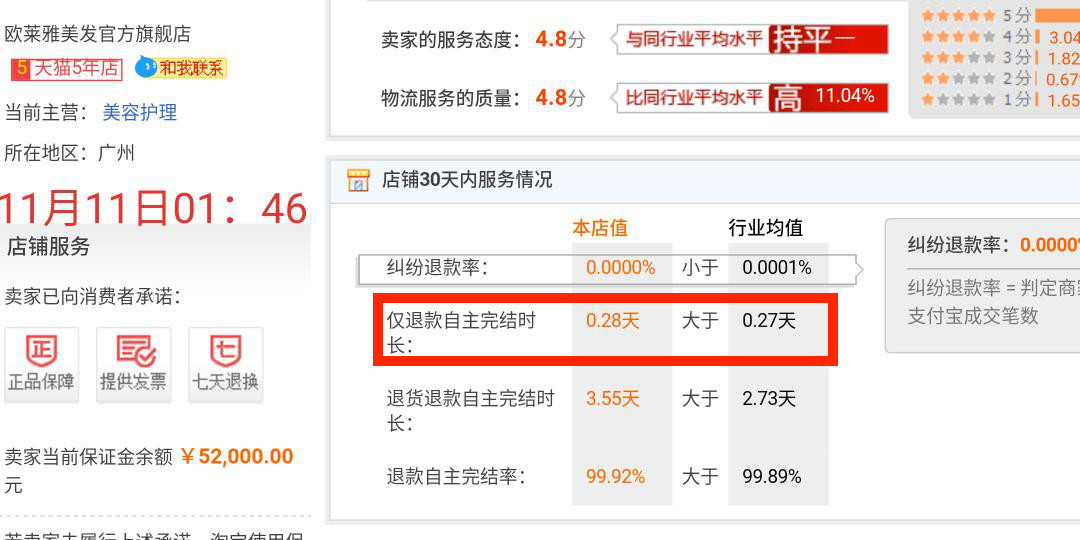 欧莱雅美发官方旗舰店
5 天猫5年店 和我联系
当前主营： 美容护理
所在地区：广州
11月11日01：46
店铺服务
卖家已向消费者承诺：
正 七
正品保障 提供发票 七天退换
卖家当前保证金余额 ￥52,000.00
元
卖家的服务态度： 4.8分 与同行业平均水平 持平 ----
物流服务的质量： 4.8分 比同行业平均水平 高 11.04%
5分
4分 3.04
3分 1.82
2分 0.67
1分 1.65
店铺30天内服务情况
本店值 行业均值
纠纷退款率： 0.0000% 小于 0.0001%
仅退款自主完结时
长： 0.28天 大于 0.27天
退货退款自主完结时
长： 3.55天 大于 2.73天
退款自主完结率： 99.92% 大于 99.89%
纠纷退款率：0.0000%
纠纷退款率 = 判定商家
支付宝成交笔数